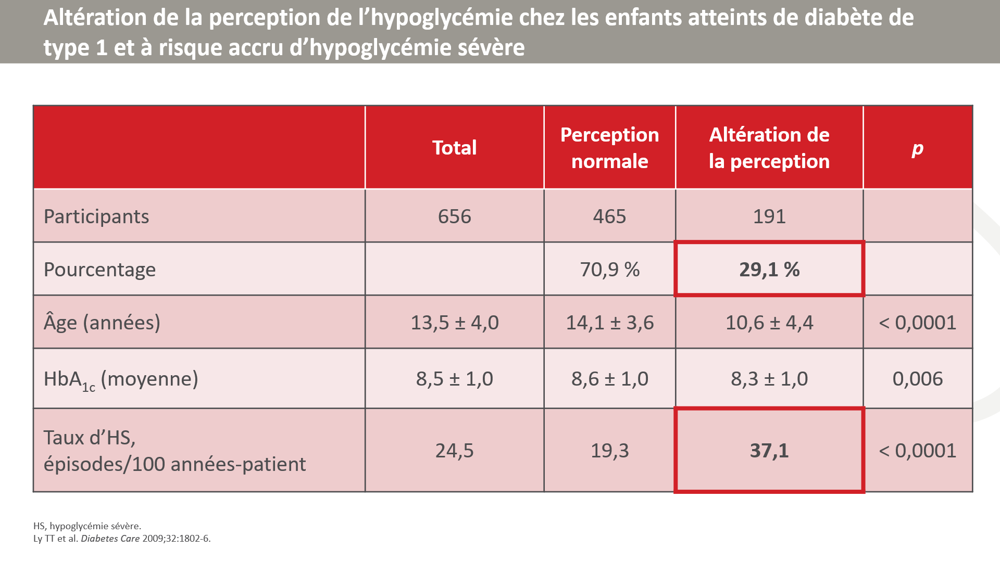 Altération de la perception de l’hypoglycémie chez les enfants atteints de diabète de
type 1 et à risque accru d’hypoglycémie sévère
Total
Perception
normale
Altération de
la perception
p
Participants
656
465
191
Pourcentage
70,9 %
29,1 %
Âge (années)
13,5 ± 4,0
14,1 ± 3,6
10,6 ± 4,4
< 0,0001
HbA1c (moyenne)
8,5 ± 1,0
8,6 ± 1,0
8,3 ± 1,0
0,006
Taux d’HS,
épisodes/100 années-patient
24,5
19,3
37,1
< 0,0001
HS, hypoglycémie sévère.
Ly TT et al. Diabetes Care 2009;32:1802-6.